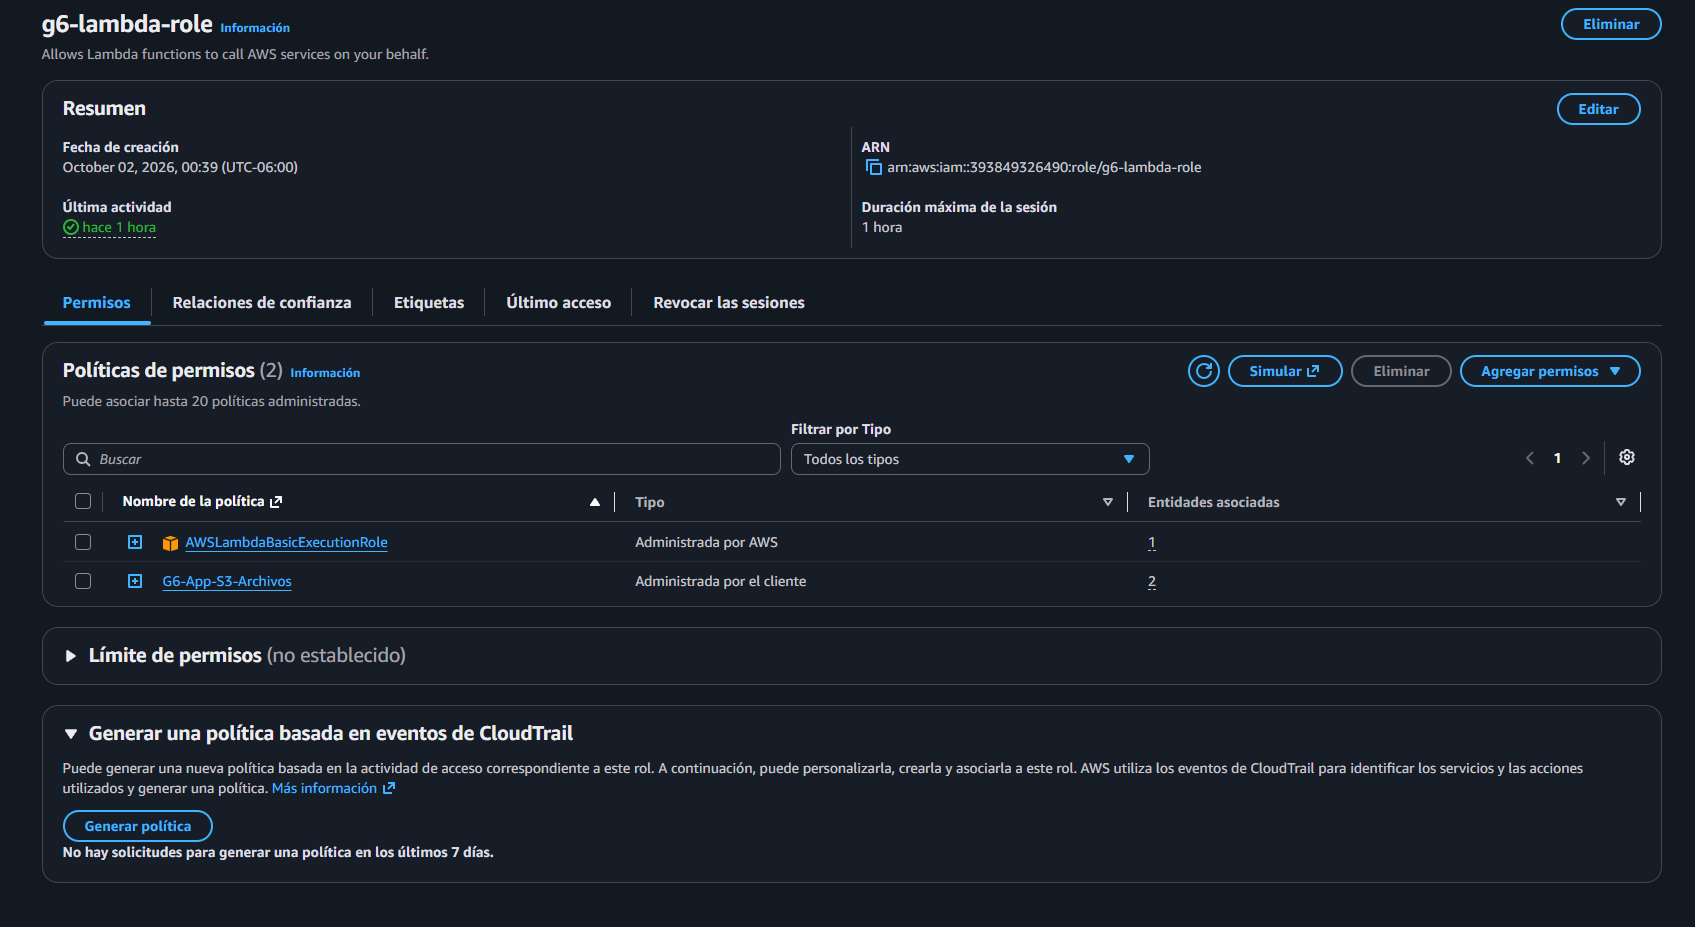 g6-lambda-role Información
Eliminar
Allows Lambda functions to call AWS services on your behalf.
Resumen
Editar
Fecha de creación
October 02, 2026, 00:39 (UTC-06:00)
ARN
arn:aws:iam::393849326490:role/g6-lambda-role
Última actividad
hace 1 hora
Duración máxima de la sesión
1 hora
Permisos
Relaciones de confianza
Etiquetas
Último acceso
Revocar las sesiones
Políticas de permisos (2) Información
Simular
Eliminar
Agregar permisos
Puede asociar hasta 20 políticas administradas.
Filtrar por Tipo
Buscar
Todos los tipos
1
Nombre de la política
Tipo
Entidades asociadas
AWSLambdaBasicExecutionRole
Administrada por AWS
1
G6-App-S3-Archivos
Administrada por el cliente
2
Límite de permisos (no establecido)
Generar una política basada en eventos de CloudTrail
Puede generar una nueva política basada en la actividad de acceso correspondiente a este rol. A continuación, puede personalizarla, crearla y asociarla a este rol. AWS utiliza los eventos de CloudTrail para identificar los servicios y las acciones
utilizados y generar una política. Más información
Generar política
No hay solicitudes para generar una política en los últimos 7 días.